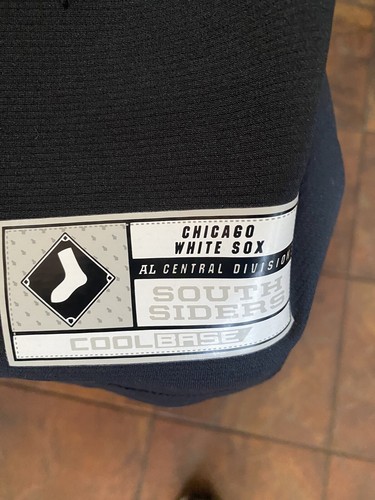 CHICAGO
WHITE SOX
AL CENTRAL DIVISION
SOUTH
SIDERS
COOLBASE